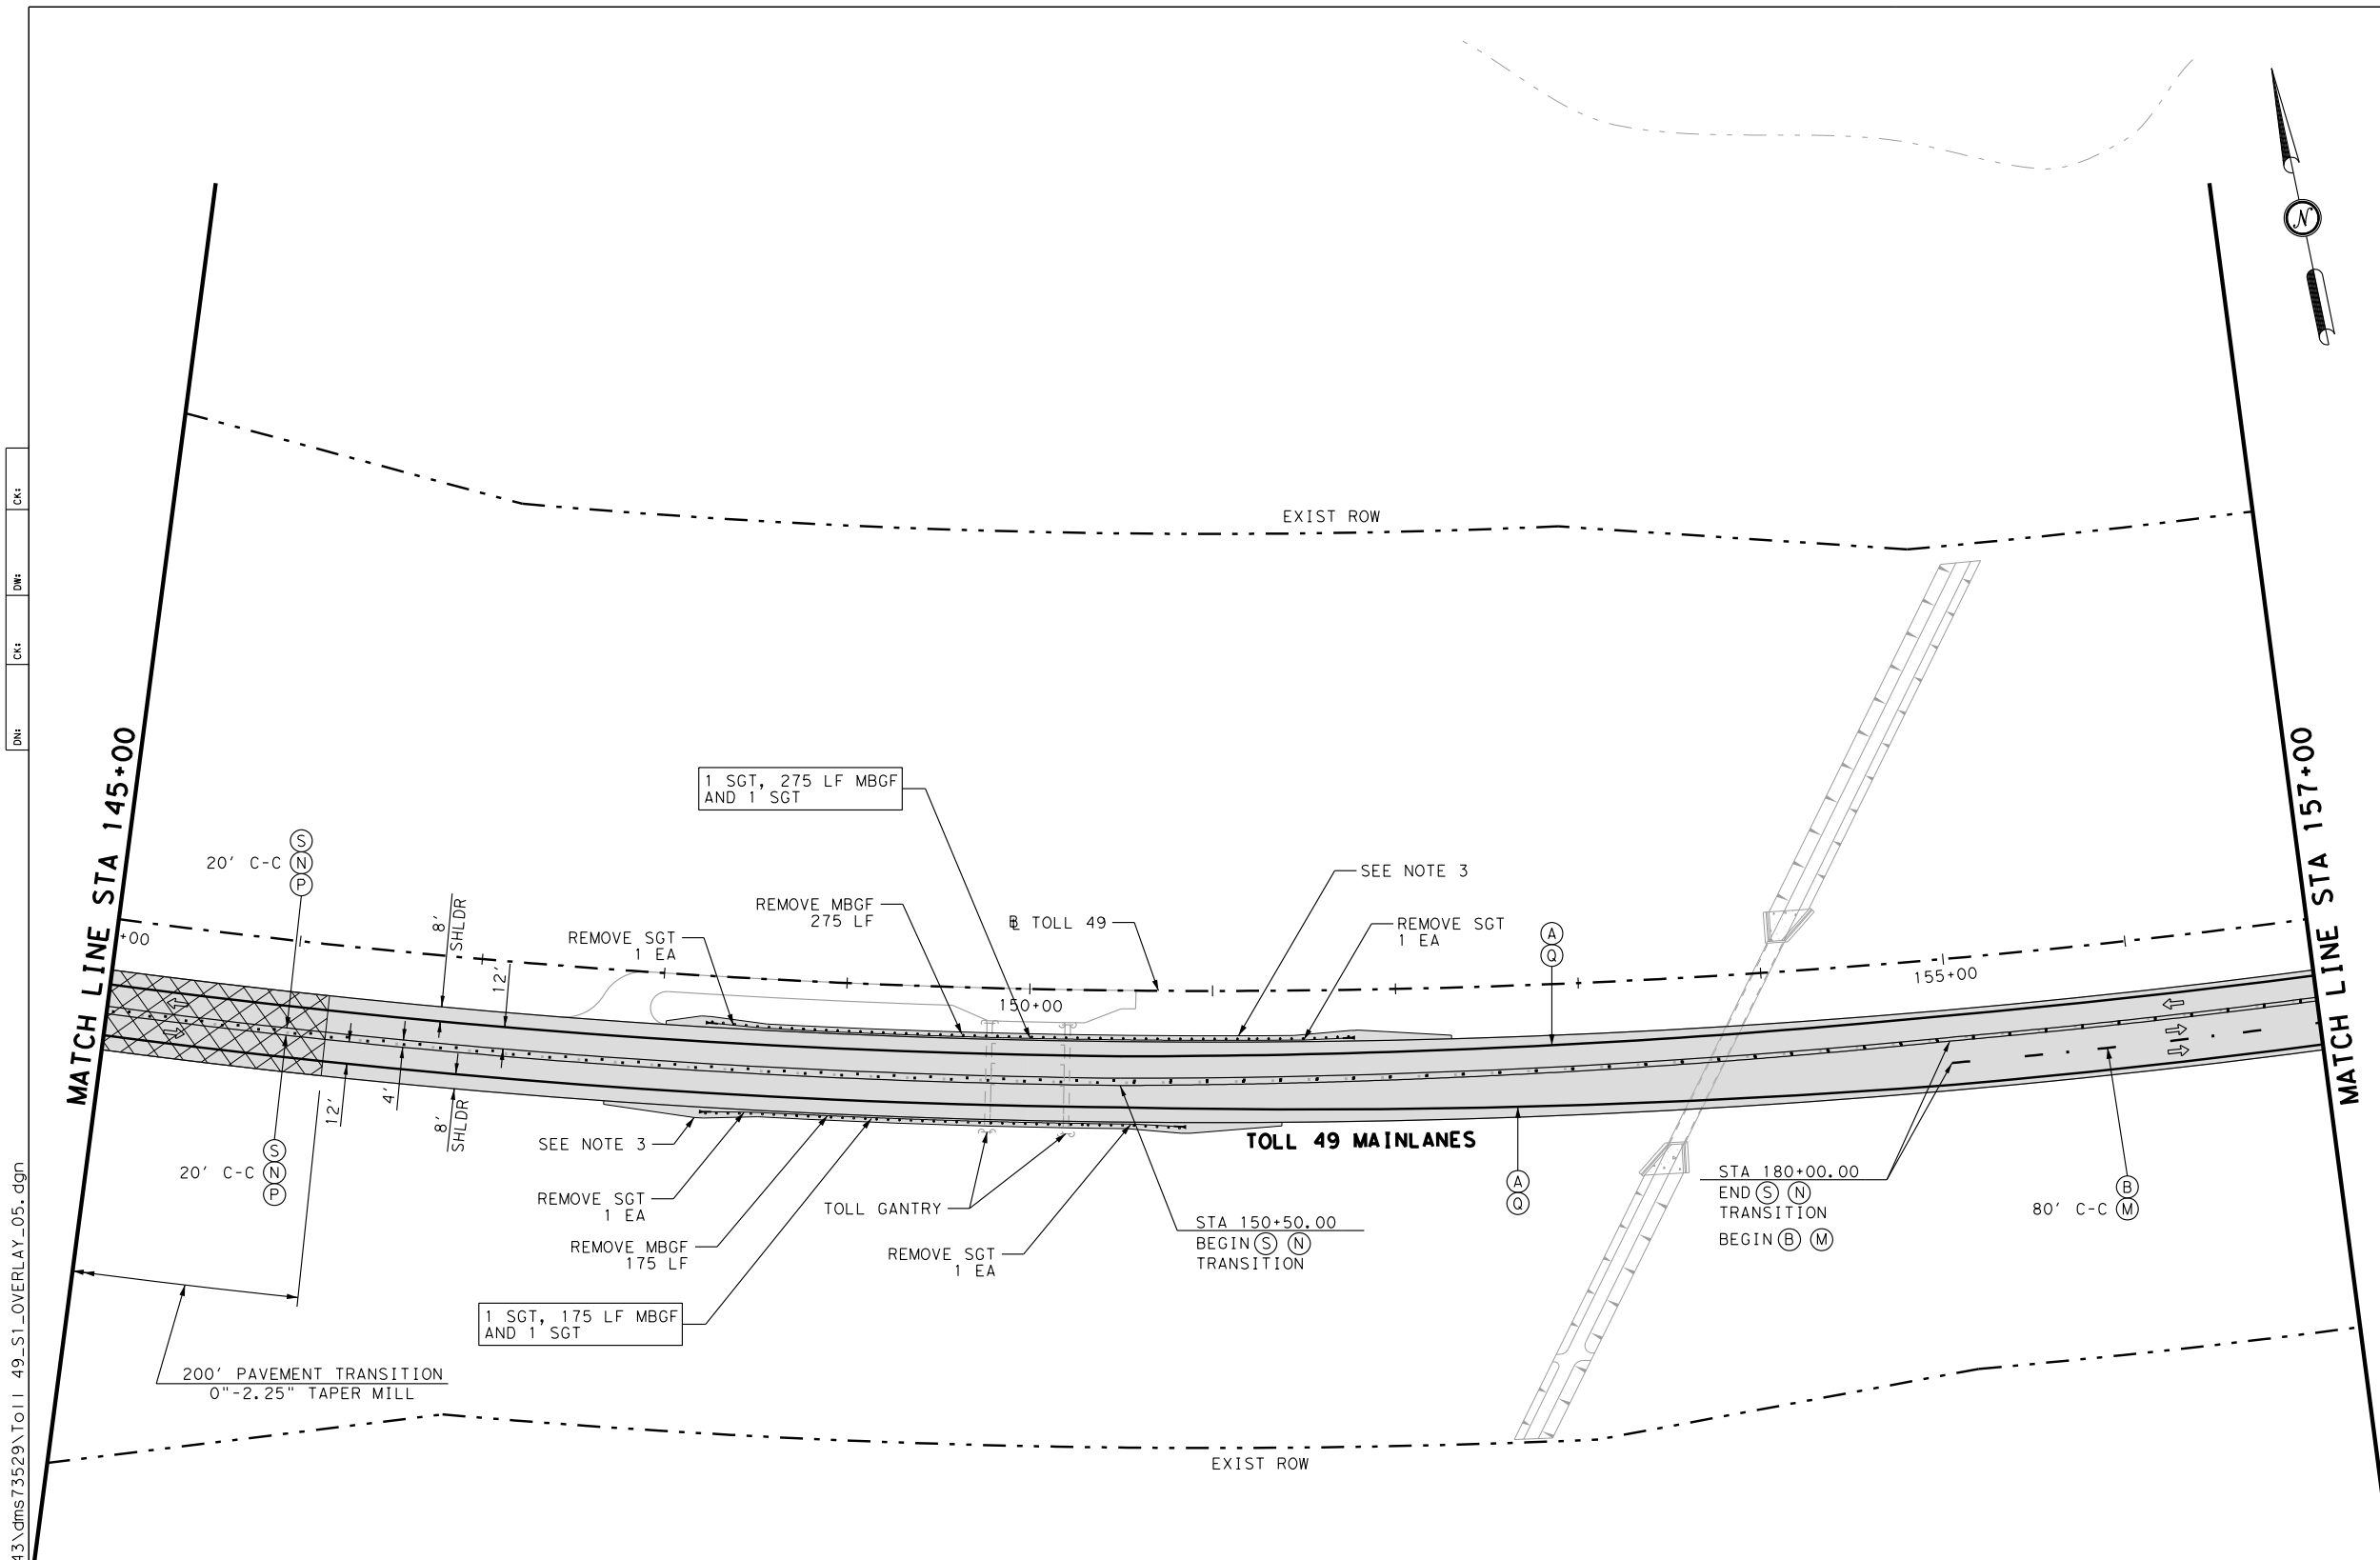 EXIST ROW
MATCH LINE STA 145+00
MATCH LINE STA 157+00
CK:
DW:
CK:
DN:
1 SGT, 275 LF MBGF
AND 1 SGT
S
20' C-C N
P
8'
SHLDR
12'
+00
REMOVE SGT
1 EA
REMOVE MBGF
275 LF
TOLL 49
150+00
SEE NOTE 3
REMOVE SGT
1 EA
A
Q
155+00
N
12'
4'
8'
SHLDR
S
20' C-C N
P
SEE NOTE 3
REMOVE SGT
1 EA
REMOVE MBGF
175 LF
TOLL GANTRY
REMOVE SGT
1 EA
STA 150+50.00
BEGIN S N
TRANSITION
TOLL 49 MAINLANES
A
Q
STA 180+00.00
END S N
TRANSITION
BEGIN B M
B
80' C-C M
1 SGT, 175 LF MBGF
AND 1 SGT
200' PAVEMENT TRANSITION
0"-2.25" TAPER MILL
EXIST ROW
43\dms73529\Toll 49_S1_OVERLAY_05.dgn